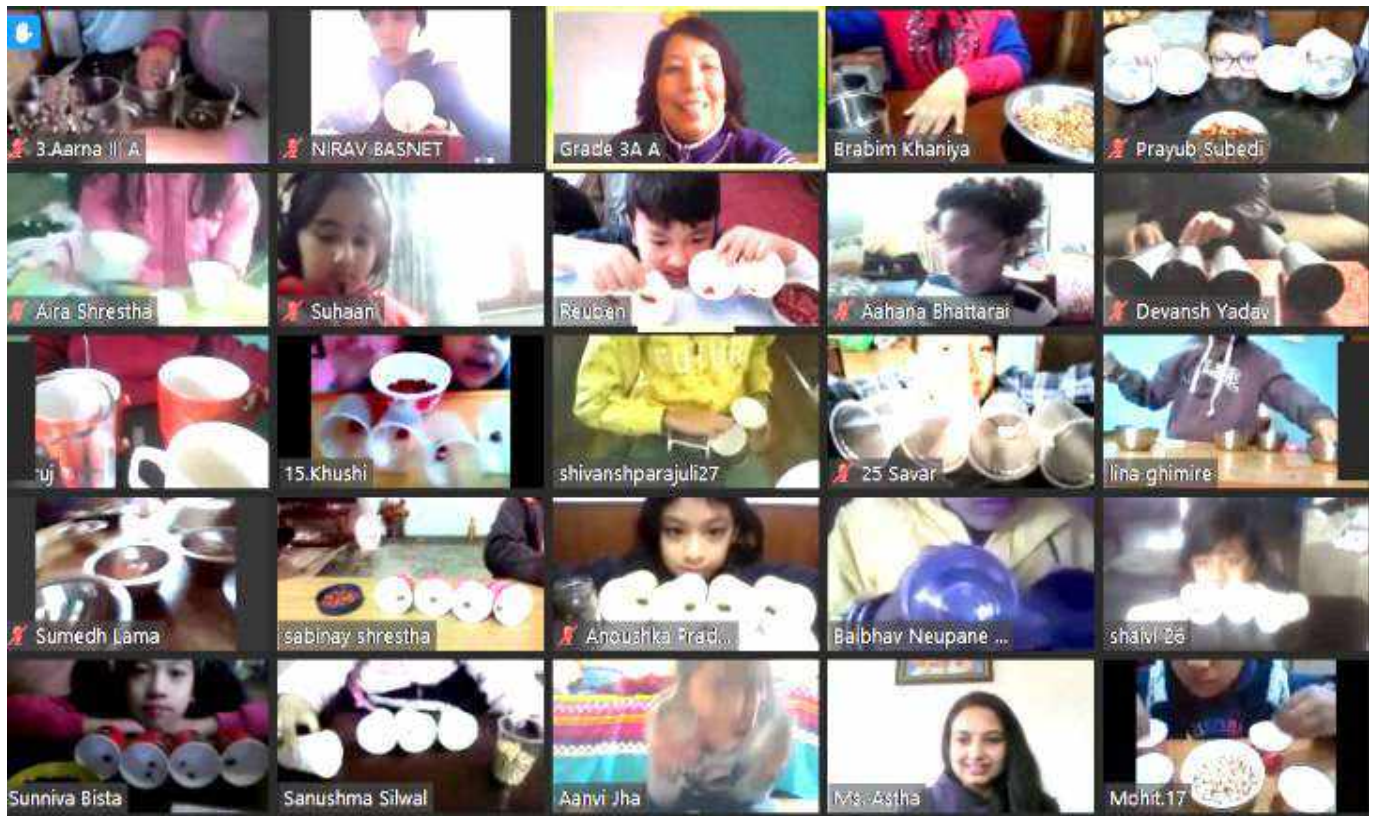 3.Aarna III A
NIRAV BASNET
Grade 3A A
Brabim Khaniya
Prayub Subedi
Aira Shrestha
Suhaan
Reuben
Aahana Bhattarai
Devansh Yadav
ruj
15.Khushi
shivanshparajuli27
25 Savar
lina ghimire
Sumedh Lama
sabinay shrestha
Anoushka Prad...
Baibhav Neupane ...
shaivi 26
Sunniva Bista
Sanushma Silwal
Aanvi Jha
Ms. Astha
Mohit.17